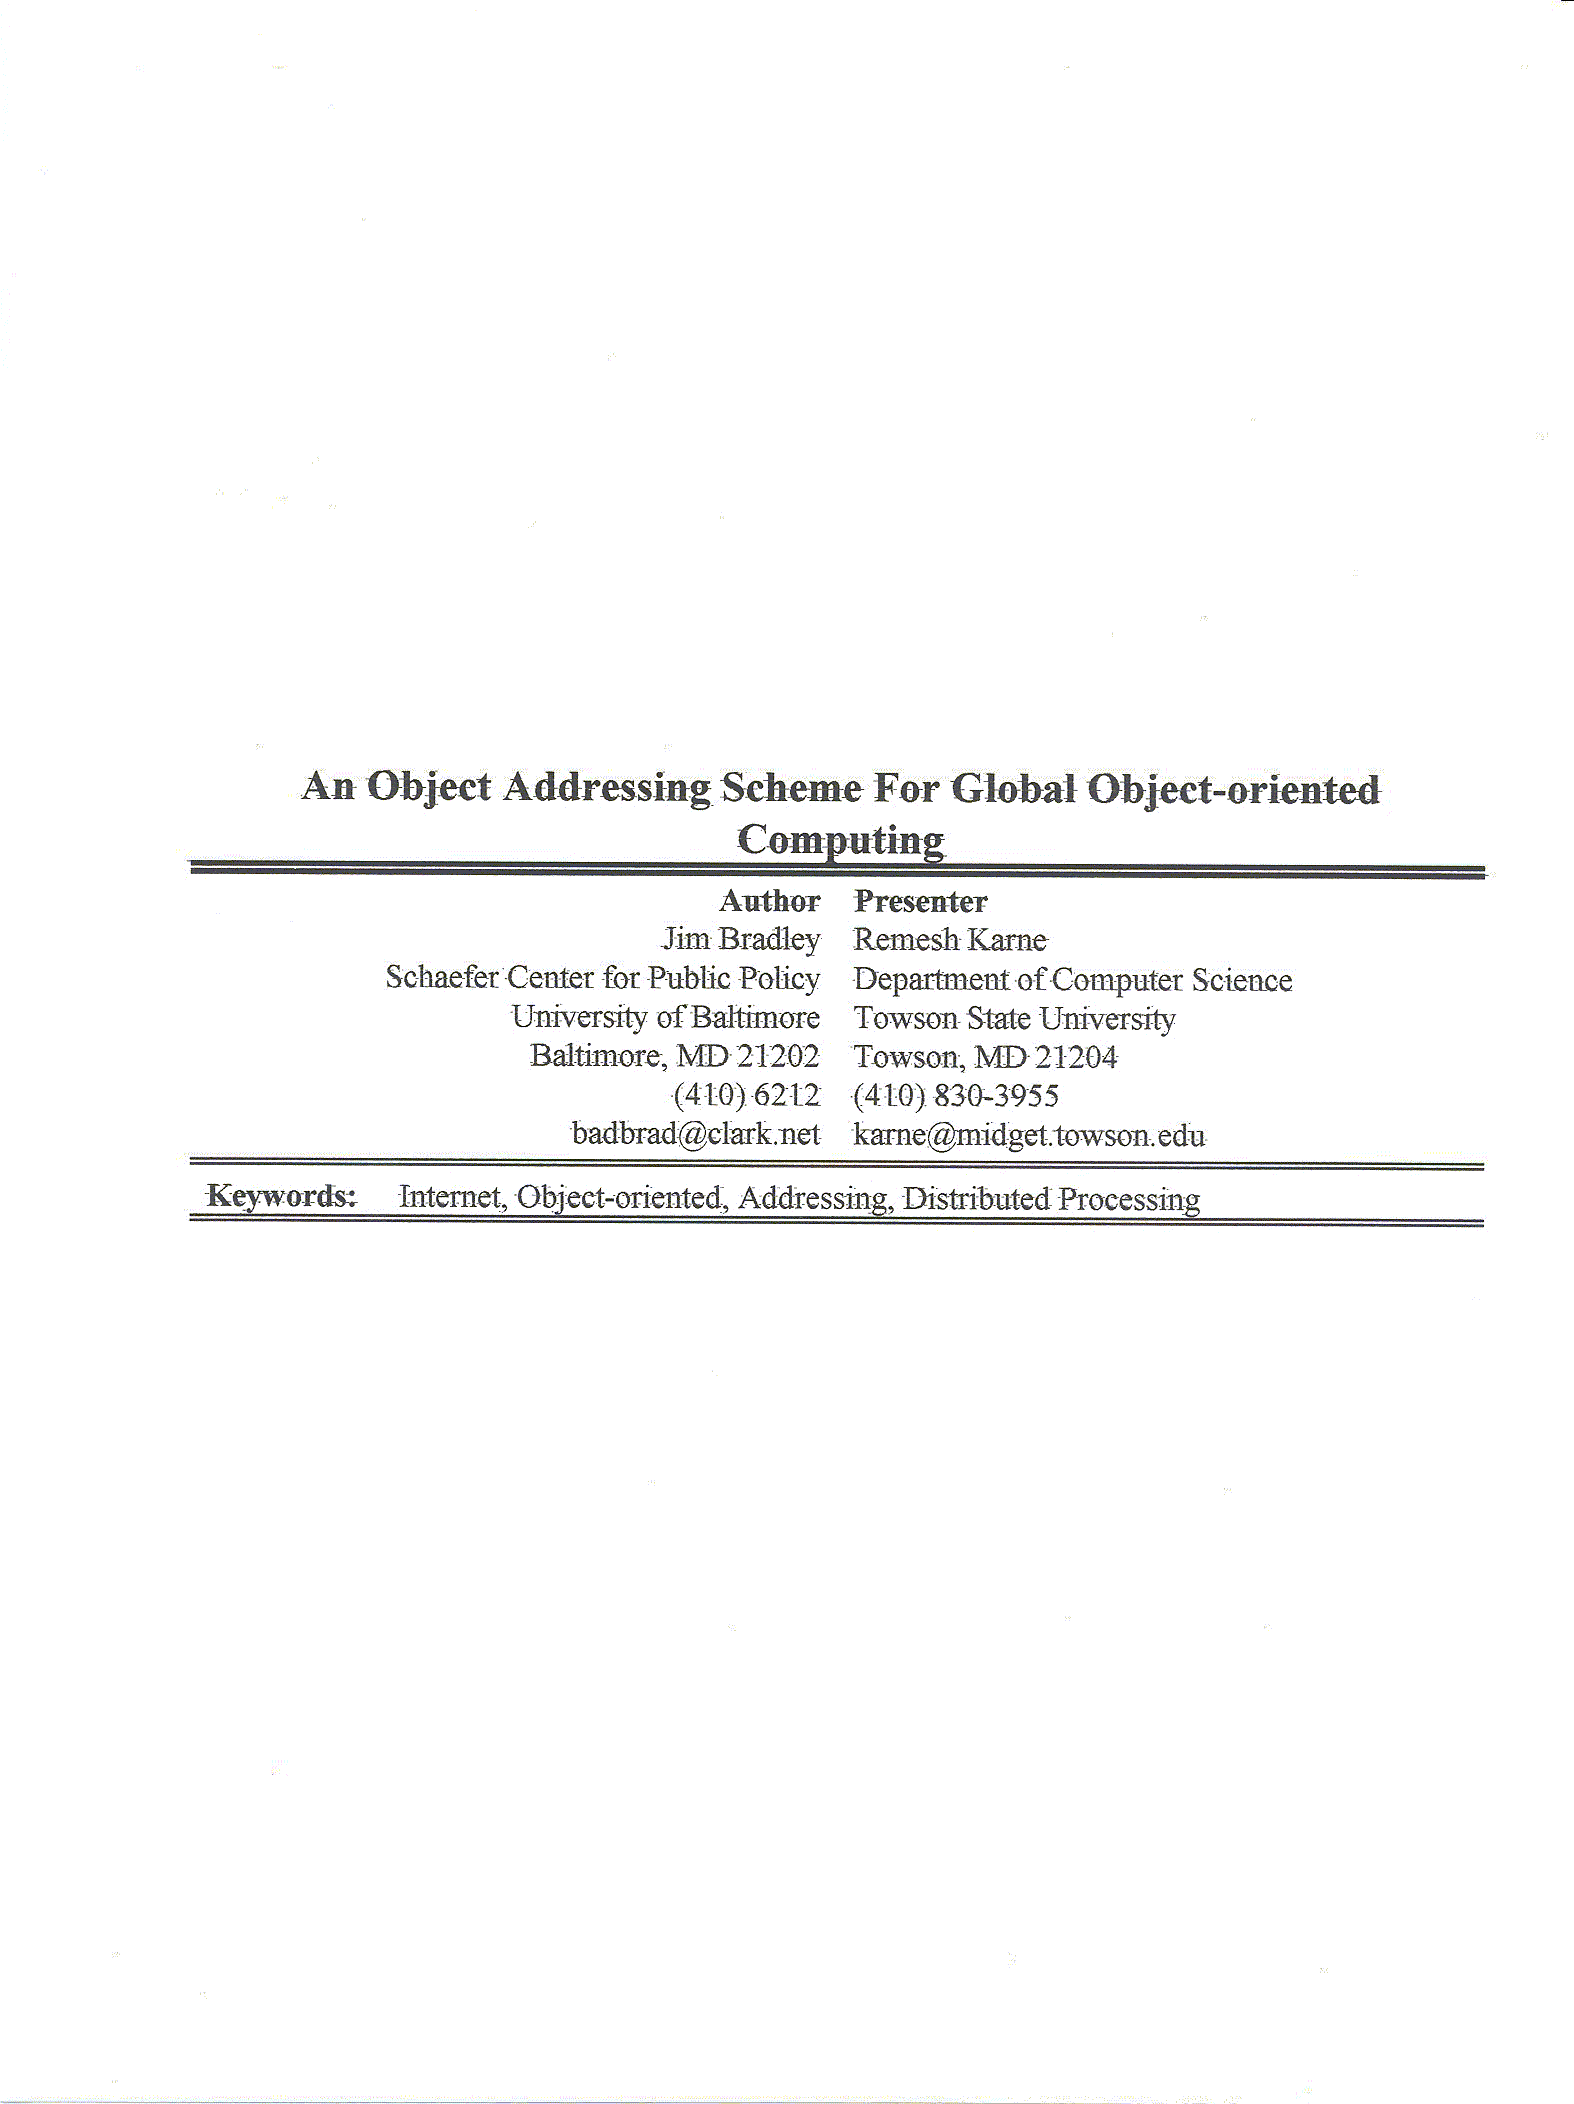 An Object Addressing Scheme For Global Object-oriented
Computing
Author Presenter
Jim Bradley Remesh Karne
Schaefer Center for Public Policy Department of Computer Science
University of Baltimore Towson State University
Baltimore, MD 21202 Towson, MD 21204
(410) 6212 (410) 830-3955
badbrad@clark.net karne@midget.towson.edu
Keywords: Internet, Object-oriented, Addressing, Distributed Processing